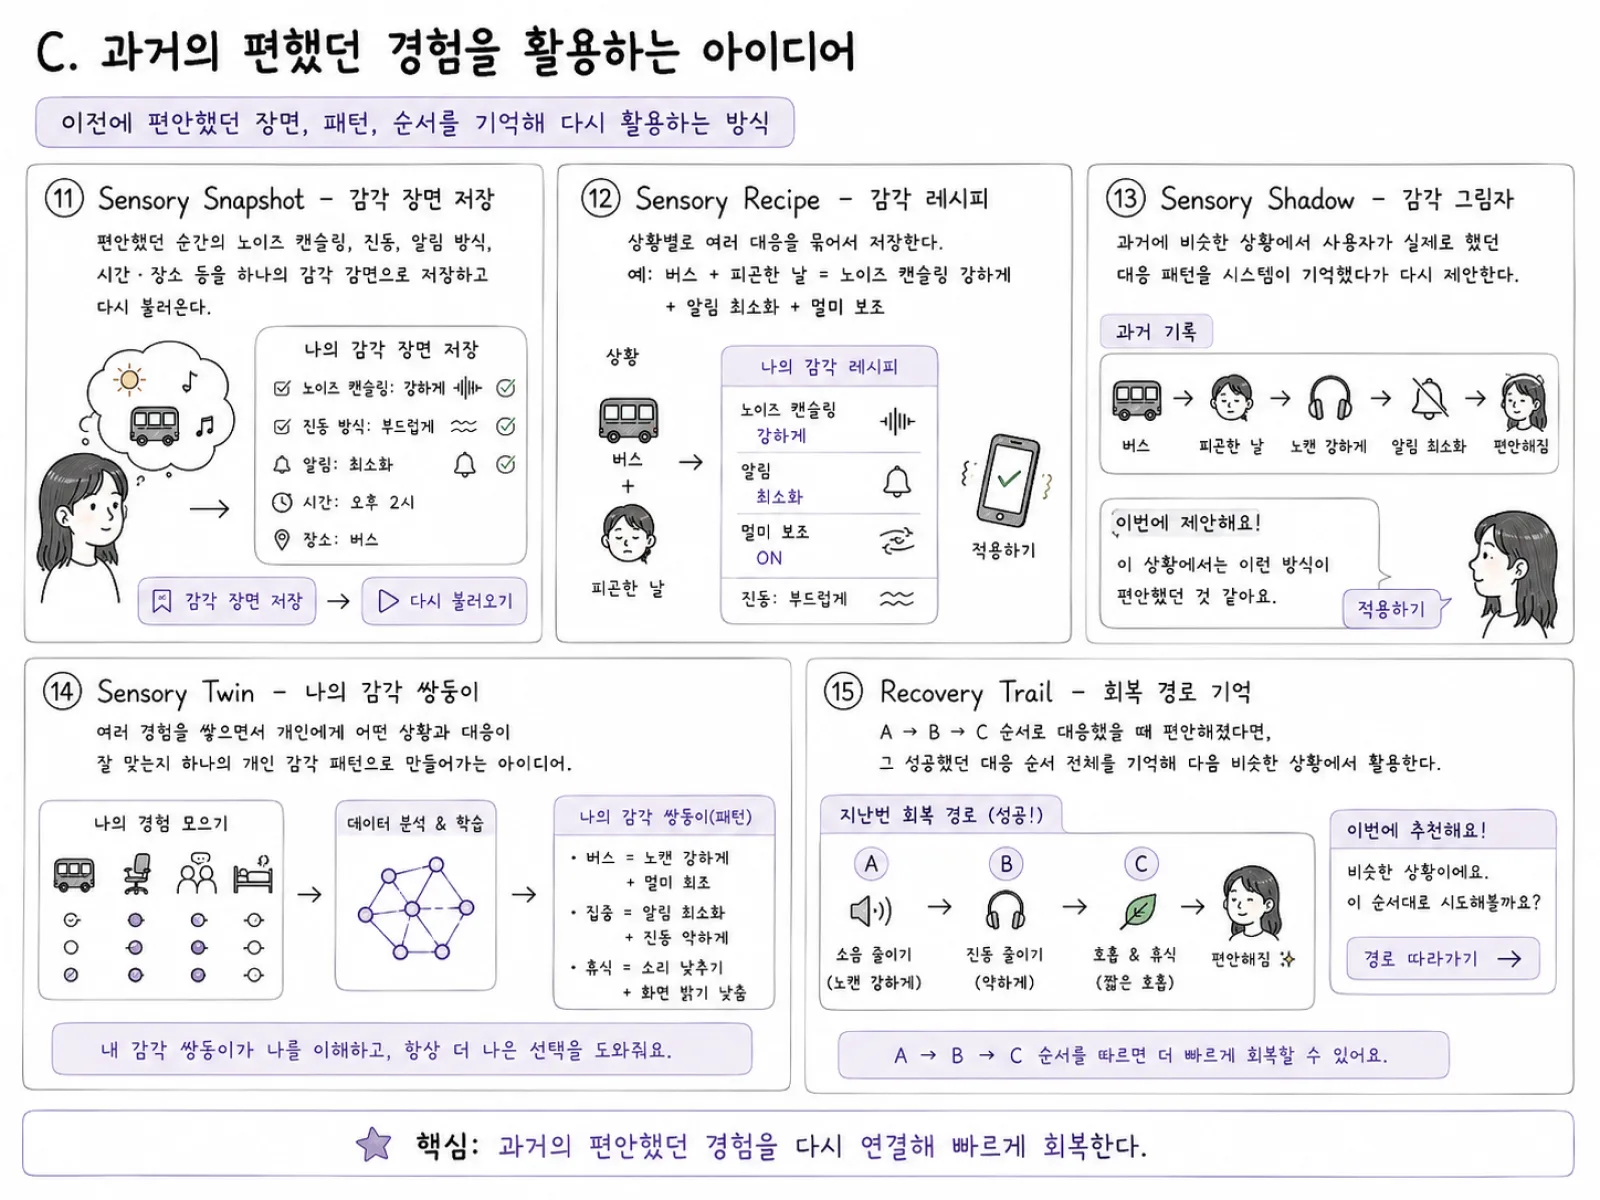 C. 과거의 편했던 경험을 활용하는 아이디어
이전에 편안했던 장면, 패턴, 순서를 기억해 다시 활용하는 방식
11 Sensory Snapshot - 감각 장면 저장
편안했던 순간의 노이즈 캔슬링, 진동, 알림 방식,
시간 · 장소 등을 하나의 감각 감면으로 저장하고
다시 불러온다.
나의 감각 장면 저장
노이즈 캔슬링: 강하게
진동 방식: 부드럽게
알림: 최소화
시간: 오후 2시
장소: 버스
감각 장면 저장 → 다시 불러오기
12 Sensory Recipe - 감각 레시피
상황별로 여러 대응을 묶어서 저장한다.
예: 버스 + 피곤한 날 = 노이즈 캔슬링 강하게
+ 알림 최소화 + 멀미 보조
상황
버스
+
피곤한 날
나의 감각 레시피
노이즈 캔슬링
강하게
알림
최소화
멀미 보조
ON
진동: 부드럽게
적용하기
13 Sensory Shadow - 감각 그림자
과거에 비슷한 상황에서 사용자가 실제로 했던
대응 패턴을 시스템이 기억했다가 다시 제안한다.
과거 기록
버스
피곤한 날
노캔 강하게
알림 최소화
편안해짐
이번에 제안해요!
이 상황에서는 이런 방식이
편안했던 것 같아요.
적용하기
14 Sensory Twin - 나의 감각 쌍둥이
여러 경험을 쌓으면서 개인에게 어떤 상황과 대응이
잘 맞는지 하나의 개인 감각 패턴으로 만들어가는 아이디어.
나의 경험 모으기
데이터 분석 & 학습
나의 감각 쌍둥이(패턴)
• 버스 = 노캔 강하게
+ 멀미 회조
• 집중 = 알림 최소화
+ 진동 약하게
• 휴식 = 소리 낮추기
+ 화면 밝기 낮춤
내 감각 쌍둥이가 나를 이해하고, 항상 더 나은 선택을 도와줘요.
15 Recovery Trail - 회복 경로 기억
A → B → C 순서로 대응했을 때 편안해졌다면,
그 성공했던 대응 순서 전체를 기억해 다음 비슷한 상황에서 활용한다.
지난번 회복 경로 (성공!)
A
소음 줄이기
(노캔 강하게)
B
진동 줄이기
(약하게)
C
호흡 & 휴식
(짧은 호흡)
편안해짐
이번에 추천해요!
비슷한 상황이에요.
이 순서대로 시도해볼까요?
경로 따라가기 →
A → B → C 순서를 따르면 더 빠르게 회복할 수 있어요.
핵심: 과거의 편안했던 경험을 다시 연결해 빠르게 회복한다.